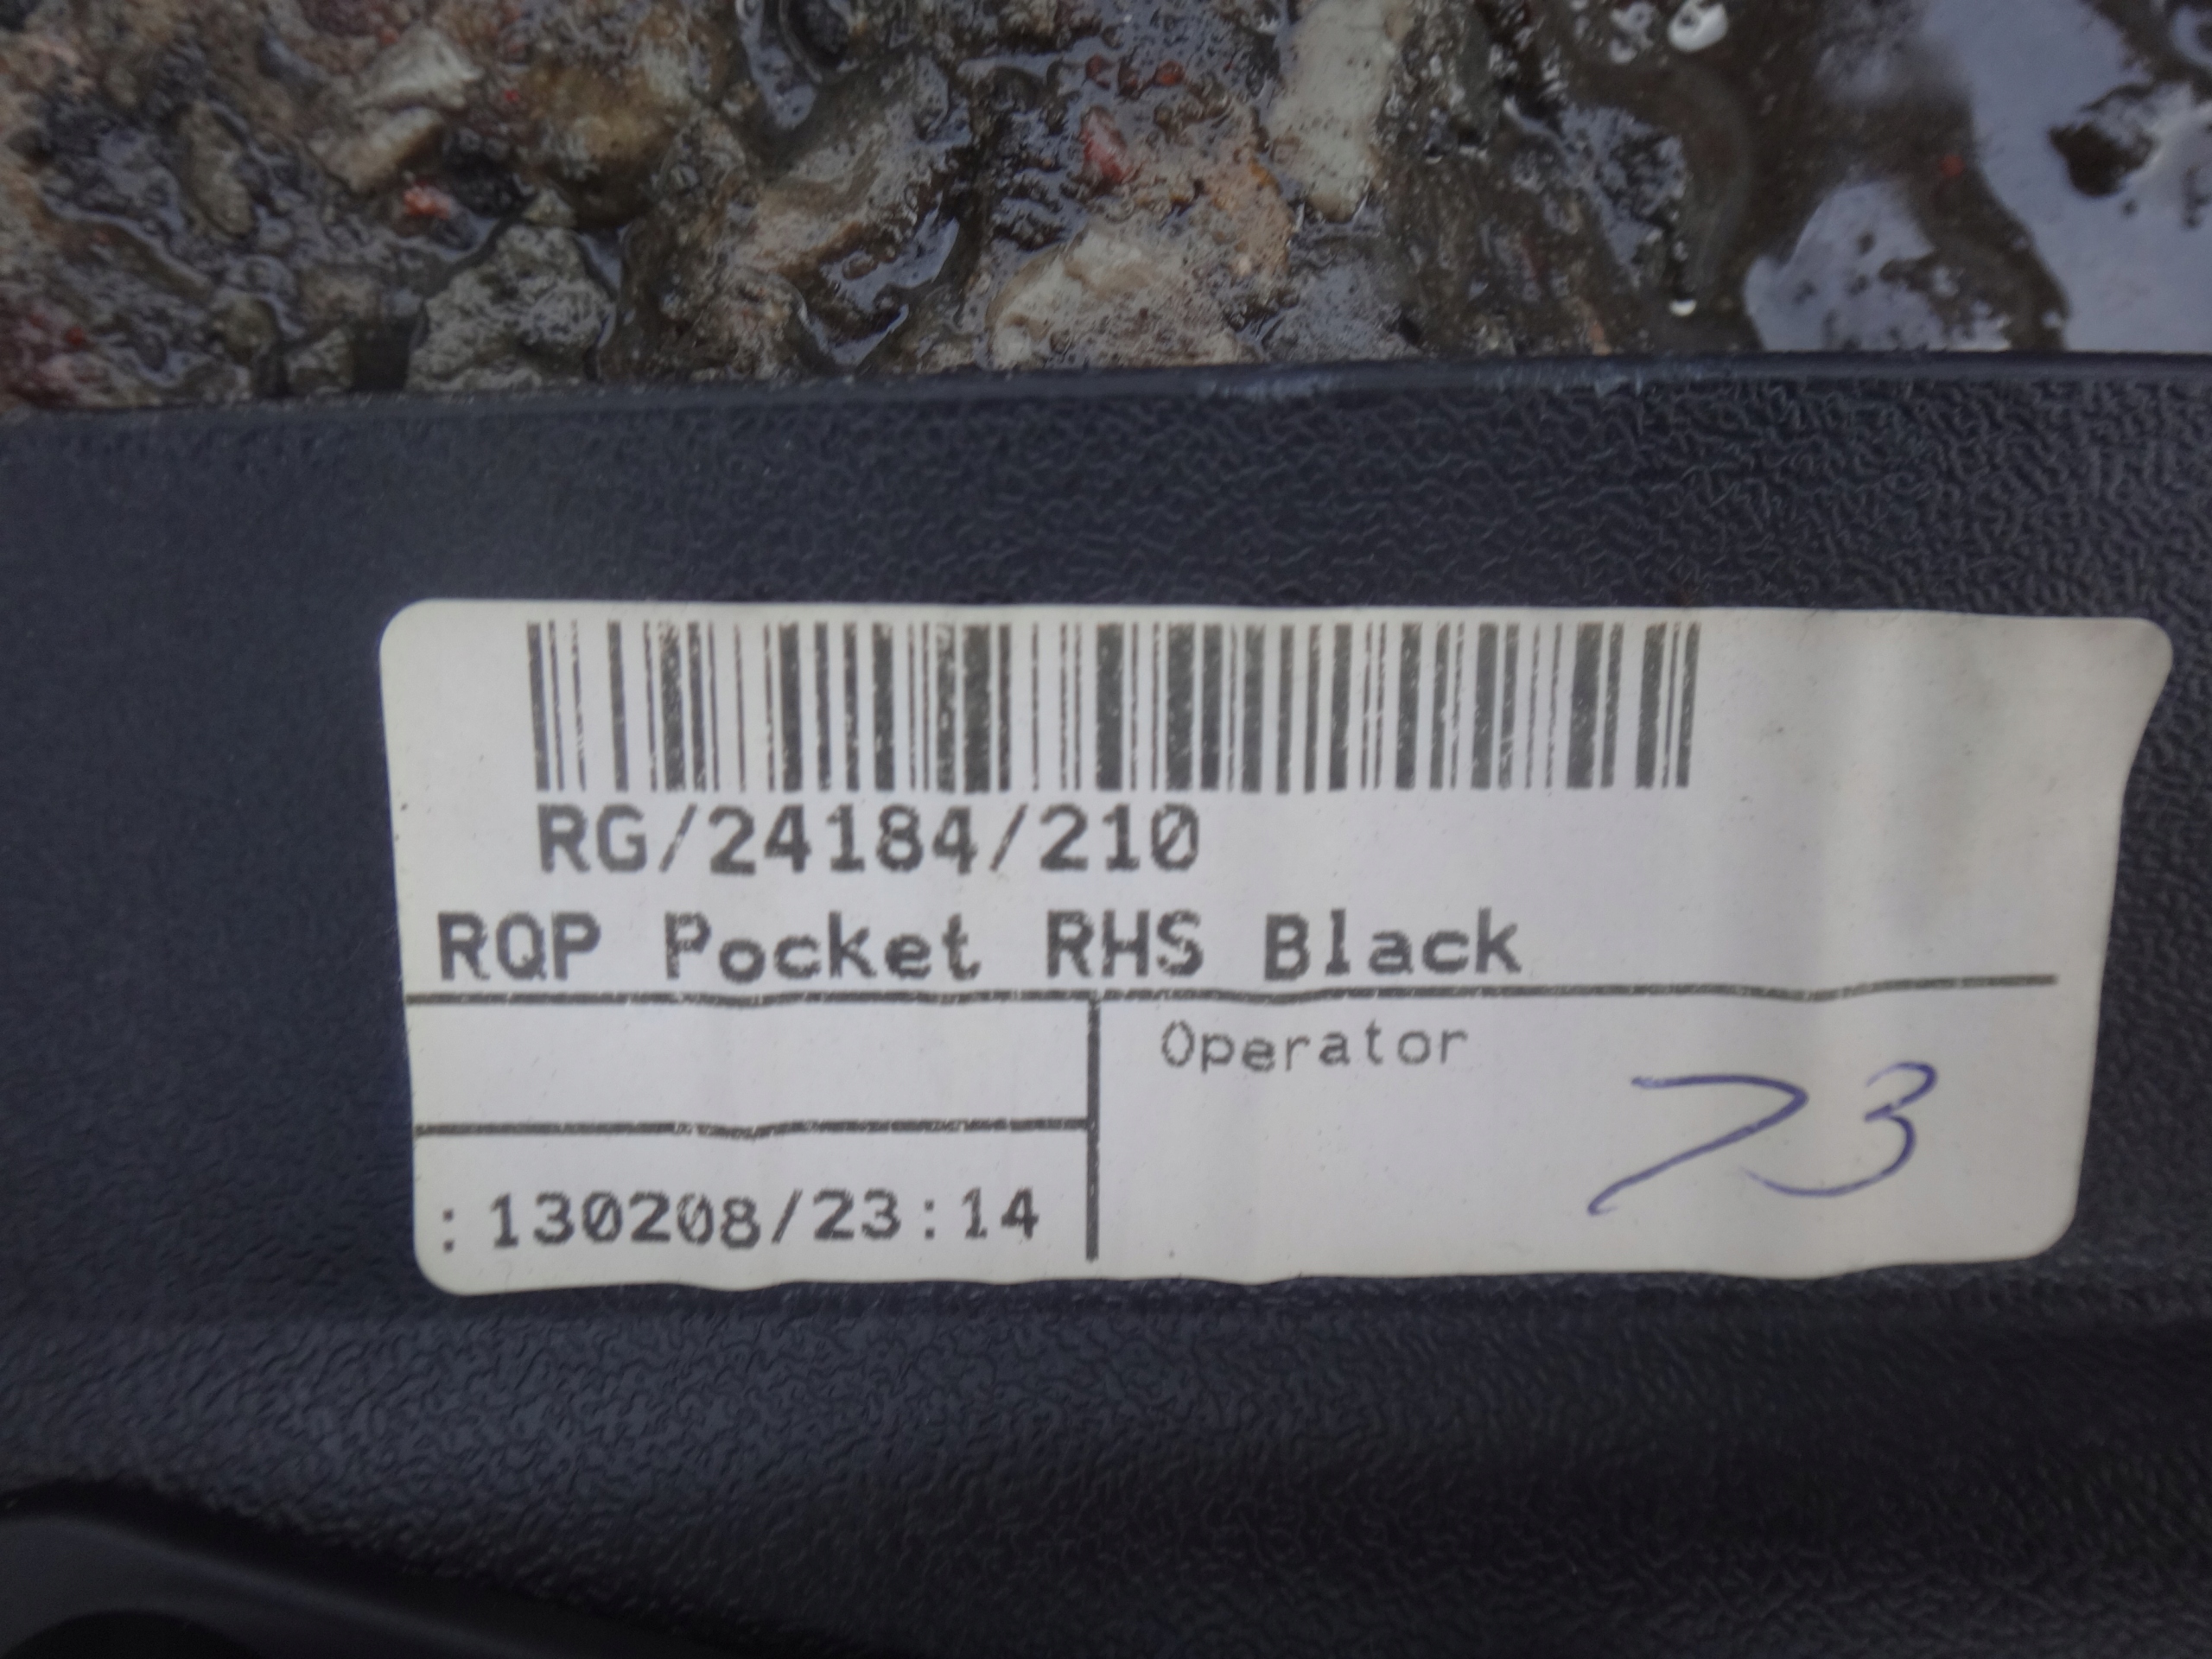 RG/24184/210
RQP Pocket RHS Black
Operator
73
:130208/23:14